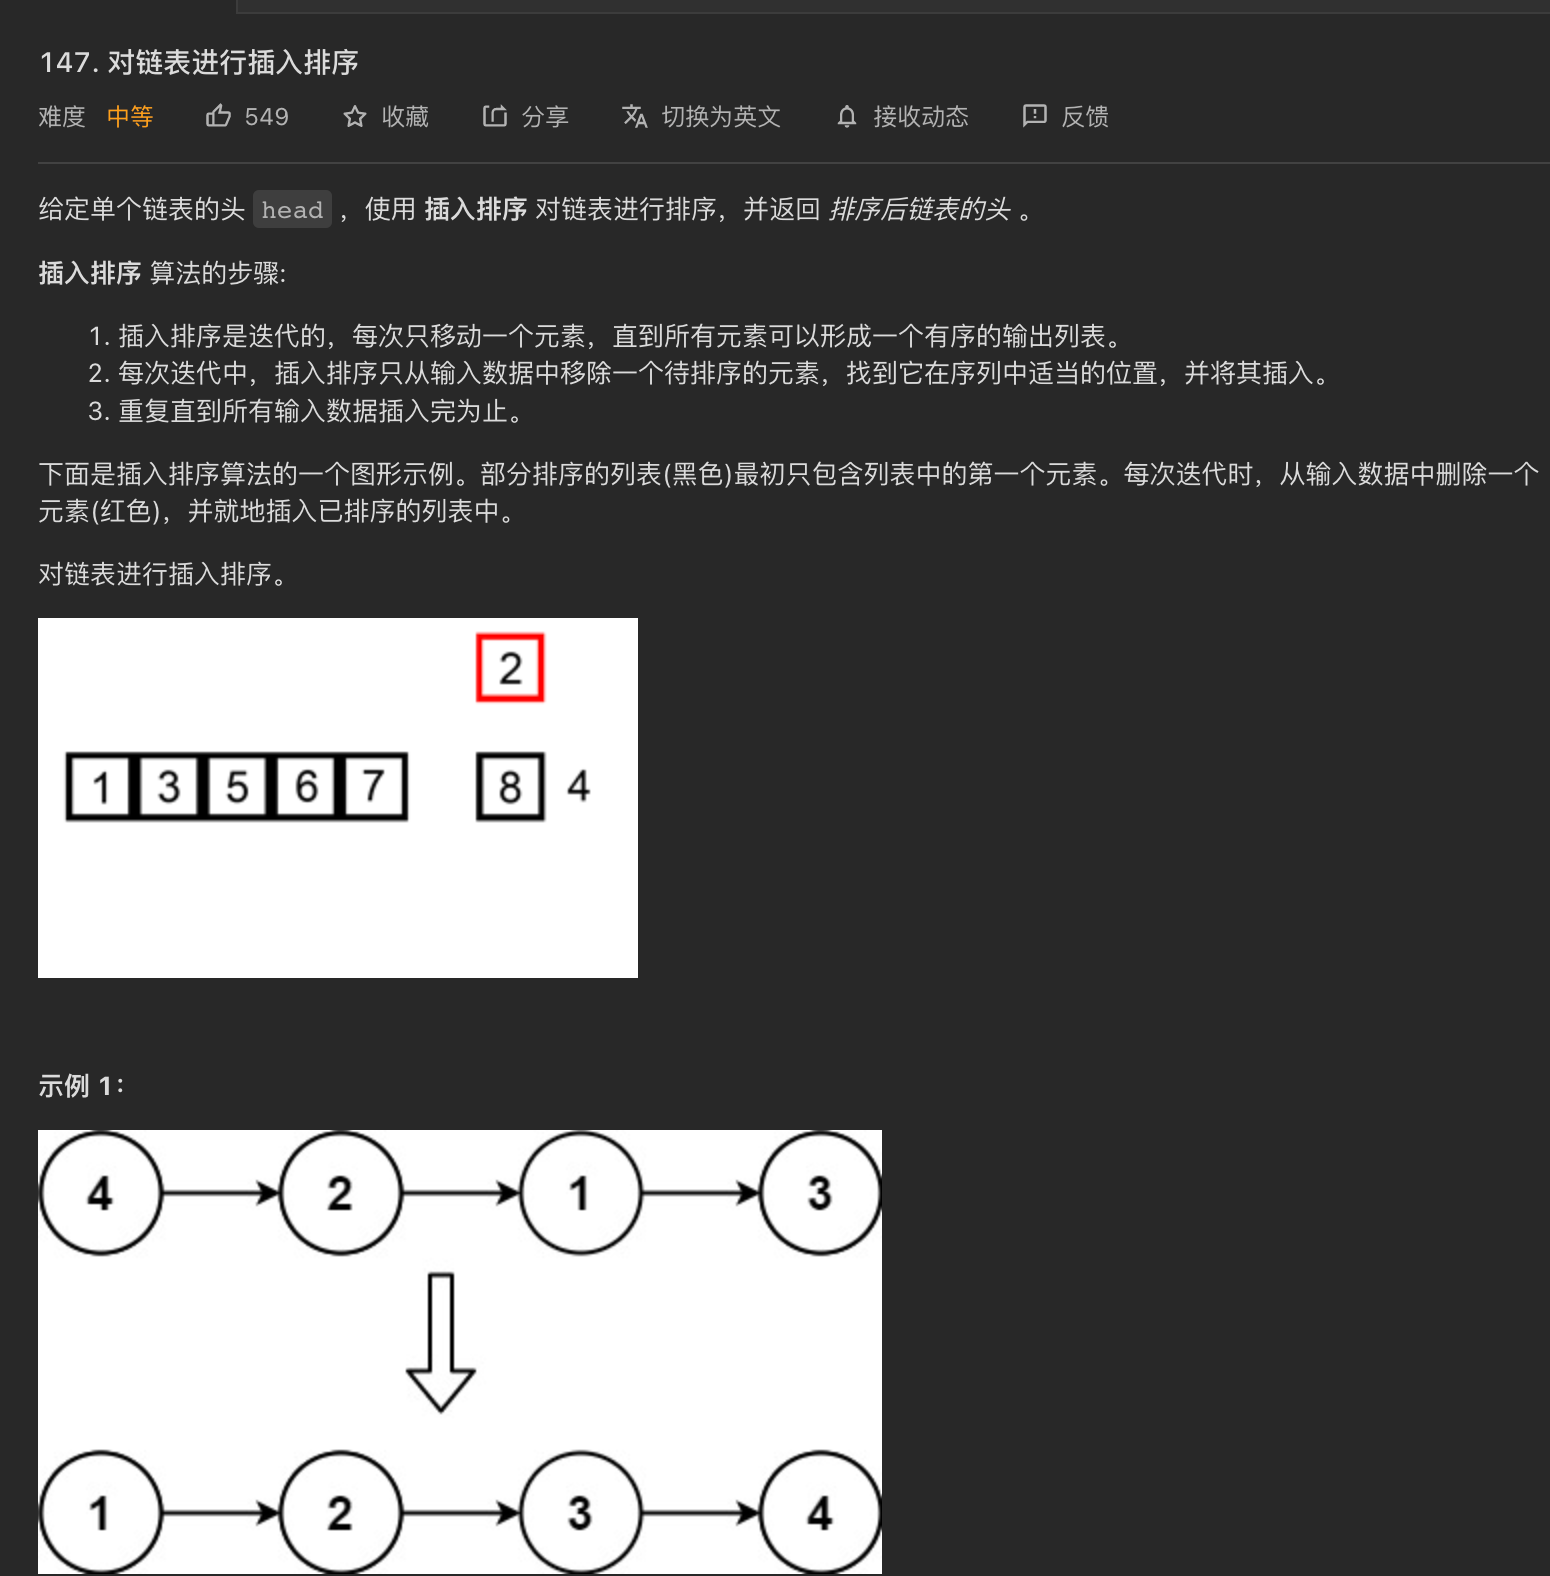 147. 对链表进行插入排序
难度 中等 549 收藏 分享 切换为英文 接收动态 反馈
给定单个链表的头 head ，使用 插入排序 对链表进行排序，并返回 排序后链表的头 。
插入排序 算法的步骤:
1. 插入排序是迭代的，每次只移动一个元素，直到所有元素可以形成一个有序的输出列表。
2. 每次迭代中，插入排序只从输入数据中移除一个待排序的元素，找到它在序列中适当的位置，并将其插入。
3. 重复直到所有输入数据插入完为止。
下面是插入排序算法的一个图形示例。部分排序的列表(黑色)最初只包含列表中的第一个元素。每次迭代时，从输入数据中删除一个
元素(红色)，并就地插入已排序的列表中。
对链表进行插入排序。
2
1 3 5 6 7 8 4
示例 1：
4 2 1 3
1 2 3 4